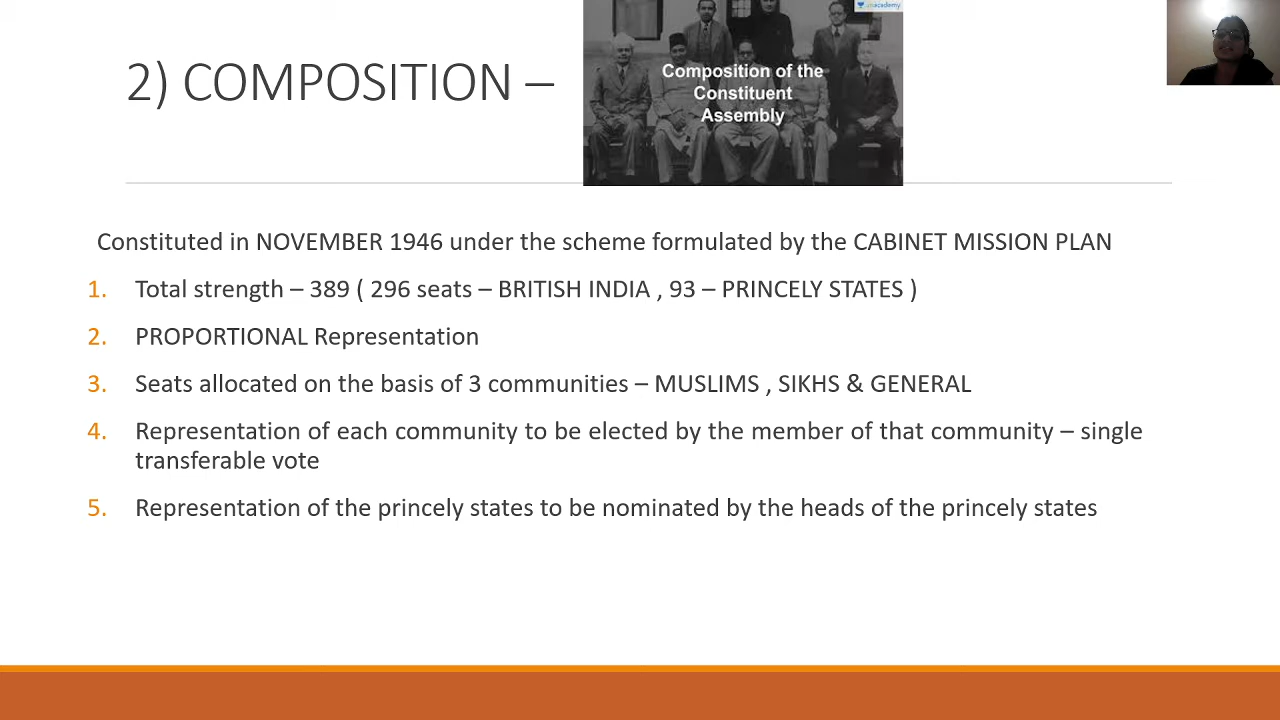 2) COMPOSITION –
Composition of the
Constituent
Assembly
Constituted in NOVEMBER 1946 under the scheme formulated by the CABINET MISSION PLAN
1. Total strength – 389 ( 296 seats – BRITISH INDIA , 93 – PRINCELY STATES )
2. PROPORTIONAL Representation
3. Seats allocated on the basis of 3 communities – MUSLIMS , SIKHS & GENERAL
4. Representation of each community to be elected by the member of that community – single
transferable vote
5. Representation of the princely states to be nominated by the heads of the princely states